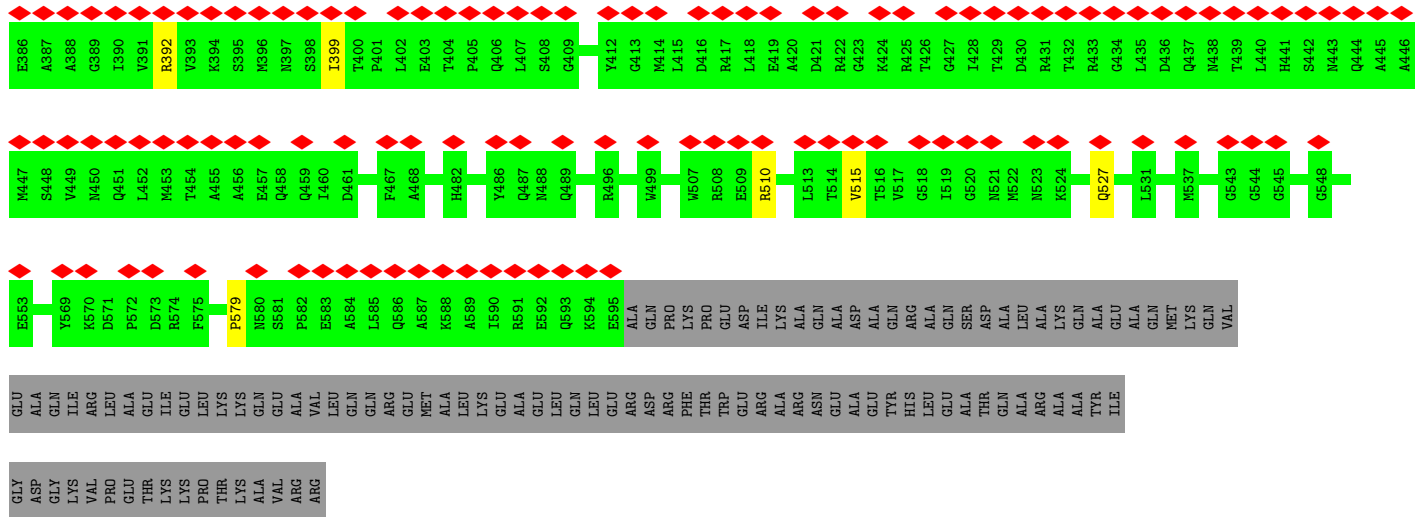 E386 A387 A388 G389 I390 V391 R392 V393 K394 S395 M396 N397 S398 I399 T400 P401 L402 E403 T404 P405 Q406 L407 S408 G409 Y412 G413 M414 L415 D416 R417 L418 E419 A420 D421 R422 G423 K424 R425 T426 G427 I428 T429 D430 R431 T432 R433 G434 L435 D436 Q437 N438 T439 L440 H441 S442 N443 Q444 A445 A446
M447 S448 V449 N450 Q451 L452 M453 T454 A455 A456 E457 Q458 Q459 I460 D461 F467 A468 H482 Y486 Q487 N488 Q489 R496 W499 W507 R508 E509 R510 L513 T514 V515 T516 V517 G518 I519 G520 N521 M522 N523 K524 Q527 L531 M537 G543 G544 G545 G548
E553 Y569 K570 D571 P572 D573 R574 F575 P579 N580 S581 P582 E583 A584 L585 Q586 A587 K588 A589 I590 R591 E592 Q593 K594 E595 ALA GLN PRO LYS PRO GLU ASP ILE LYS ALA GLN ALA ASP ALA GLN ARG ALA GLN SER ASP ALA LEU ALA LYS GLN ALA GLU ALA GLN MET LYS GLN VAL
GLU ALA GLN ILE ARG LEU ALA GLU ILE GLU LEU LYS LYS GLN GLU ALA VAL LEU GLN GLN ARG GLU MET ALA LEU LYS GLU ALA GLU LEU GLN LEU GLU ARG ASP ARG PHE THR TRP GLU ARG ALA ARG ASN GLU ALA GLU TYR HIS LEU GLU ALA THR GLN ALA ARG ALA ALA TYR ILE
GLY ASP GLY LYS VAL PRO GLU THR LYS LYS PRO THR LYS ALA VAL ARG ARG